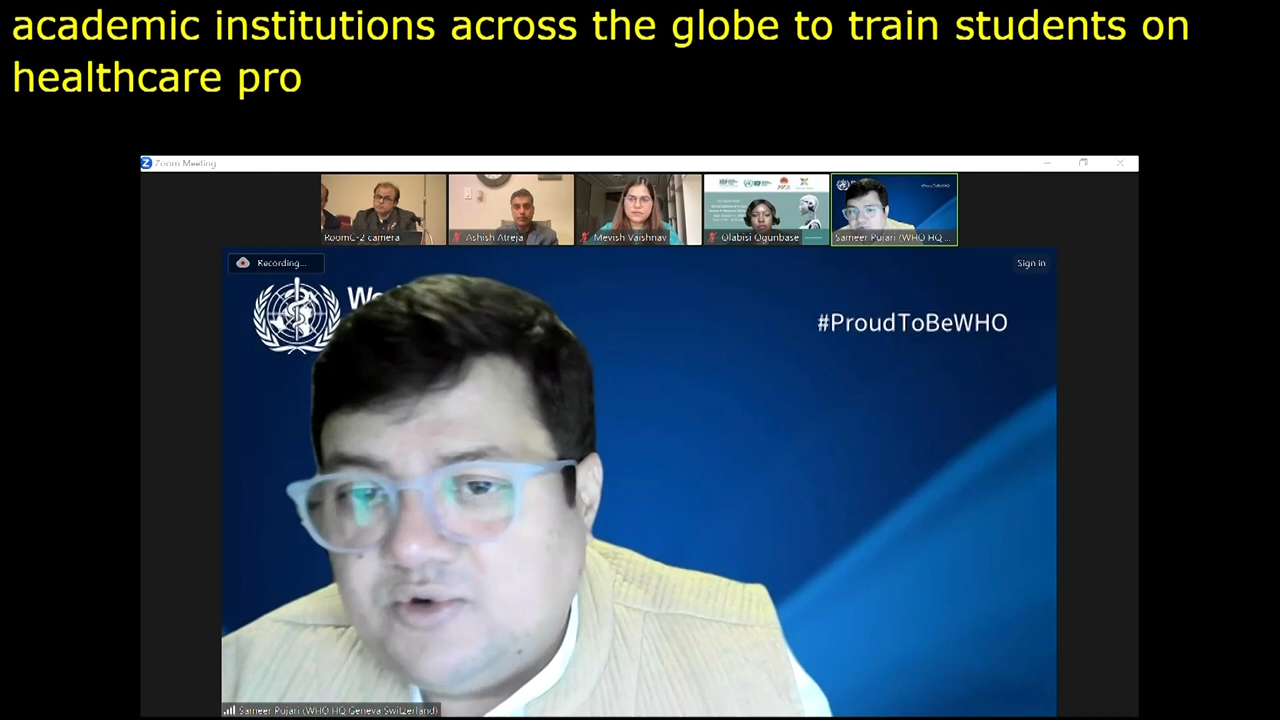 academic institutions across the globe to train students on
healthcare pro
Zoom Meeting
RoomC-2 camera
Ashish Atreja
Mevish Vaishnav
Olabisi Ogunbase
Sameer Pujari (WHO HQ ...
#ProudToBeWHO
Recording...
Sign in
#ProudToBeWHO
Sameer Pujari (WHO HQ Geneva Switzerland)